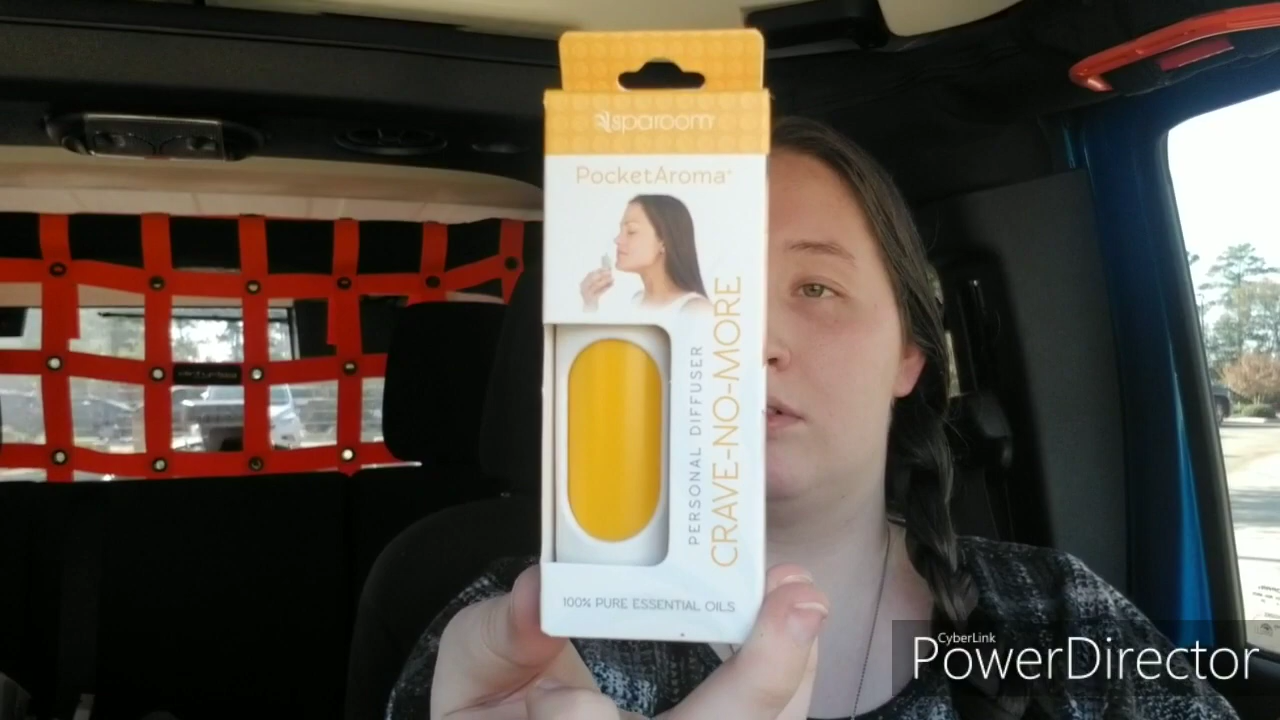 sparoom
PocketAroma
PERSONAL DIFFUSER
CRAVE-NO-MORE
100% PURE ESSENTIAL OILS
CyberLink
PowerDirector